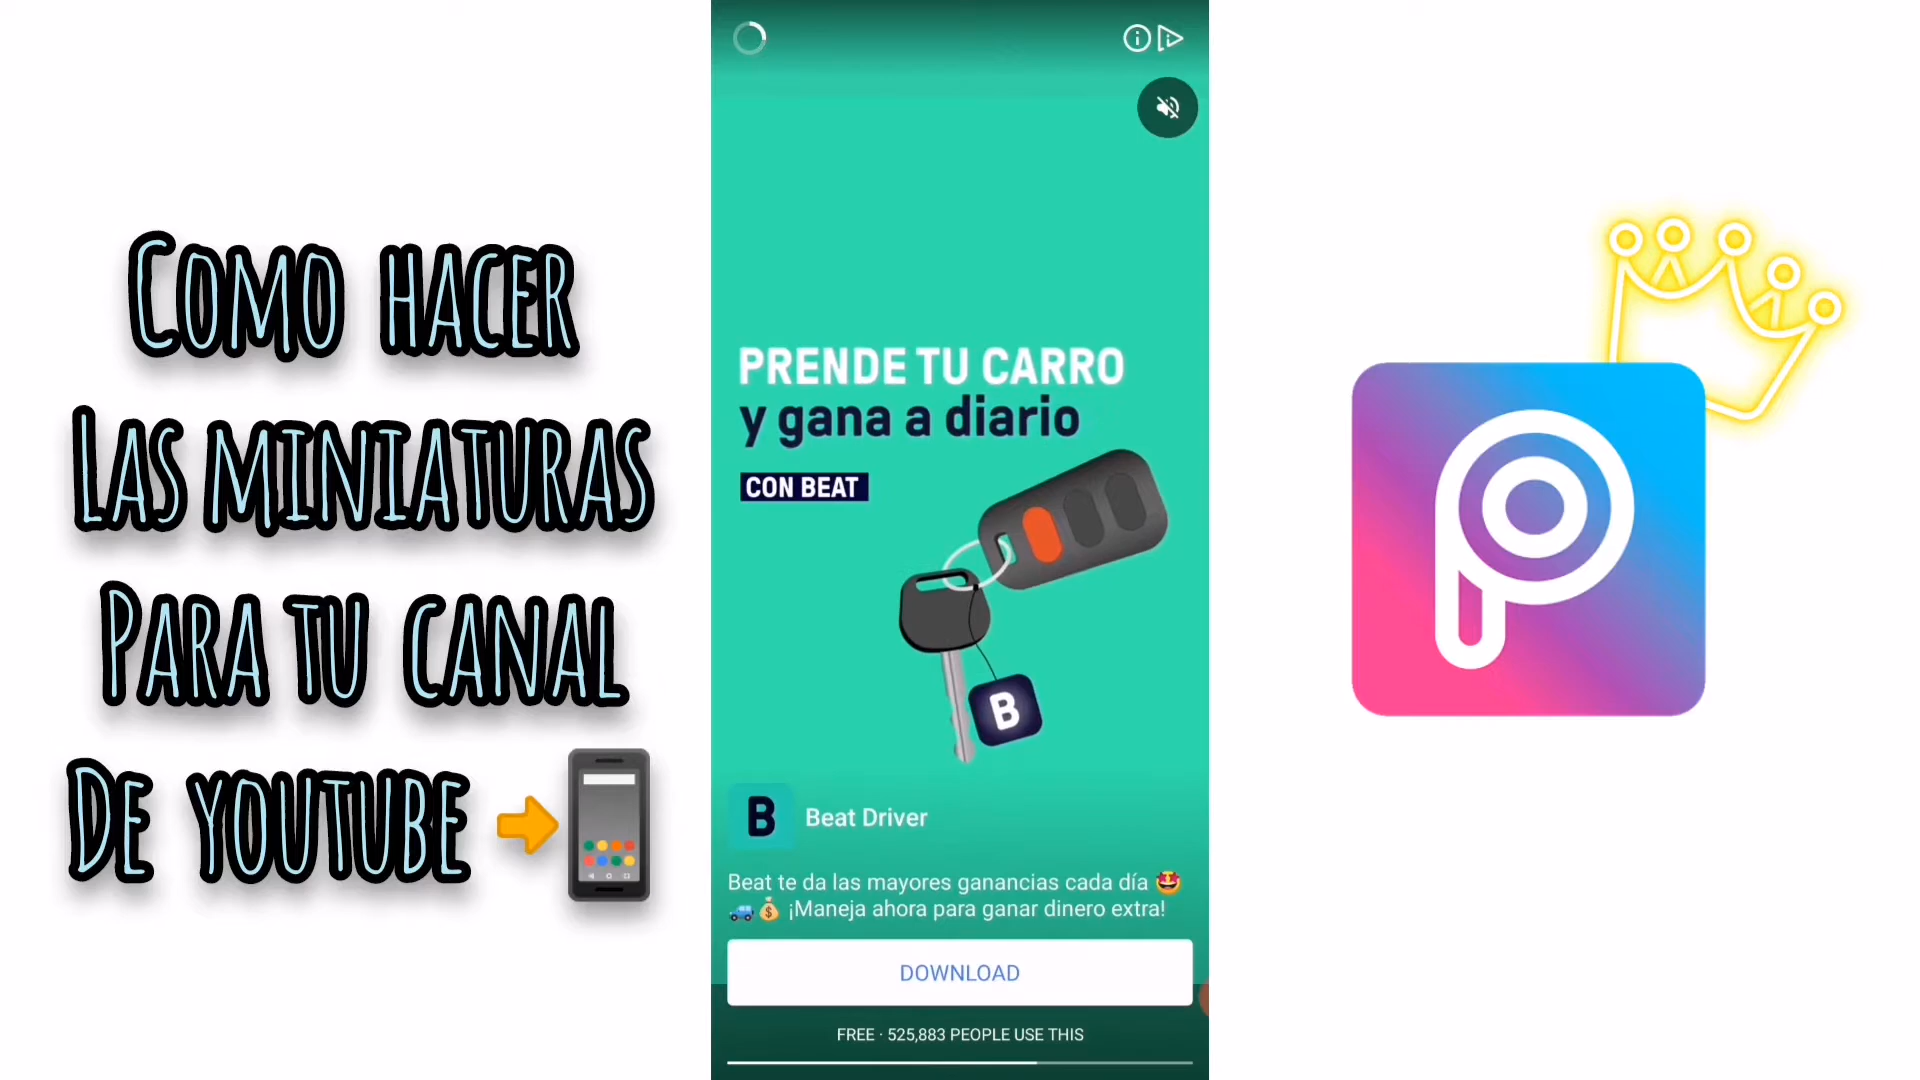 COMO HACER
LAS MINIATURAS
PARA TU CANAL
DE YOUTUBE
PRENDE TU CARRO
y gana a diario
CON BEAT
B
B
Beat Driver
Beat te da las mayores ganancias cada día 🤩
🚙💰 ¡Maneja ahora para ganar dinero extra!
DOWNLOAD
FREE · 525,883 PEOPLE USE THIS